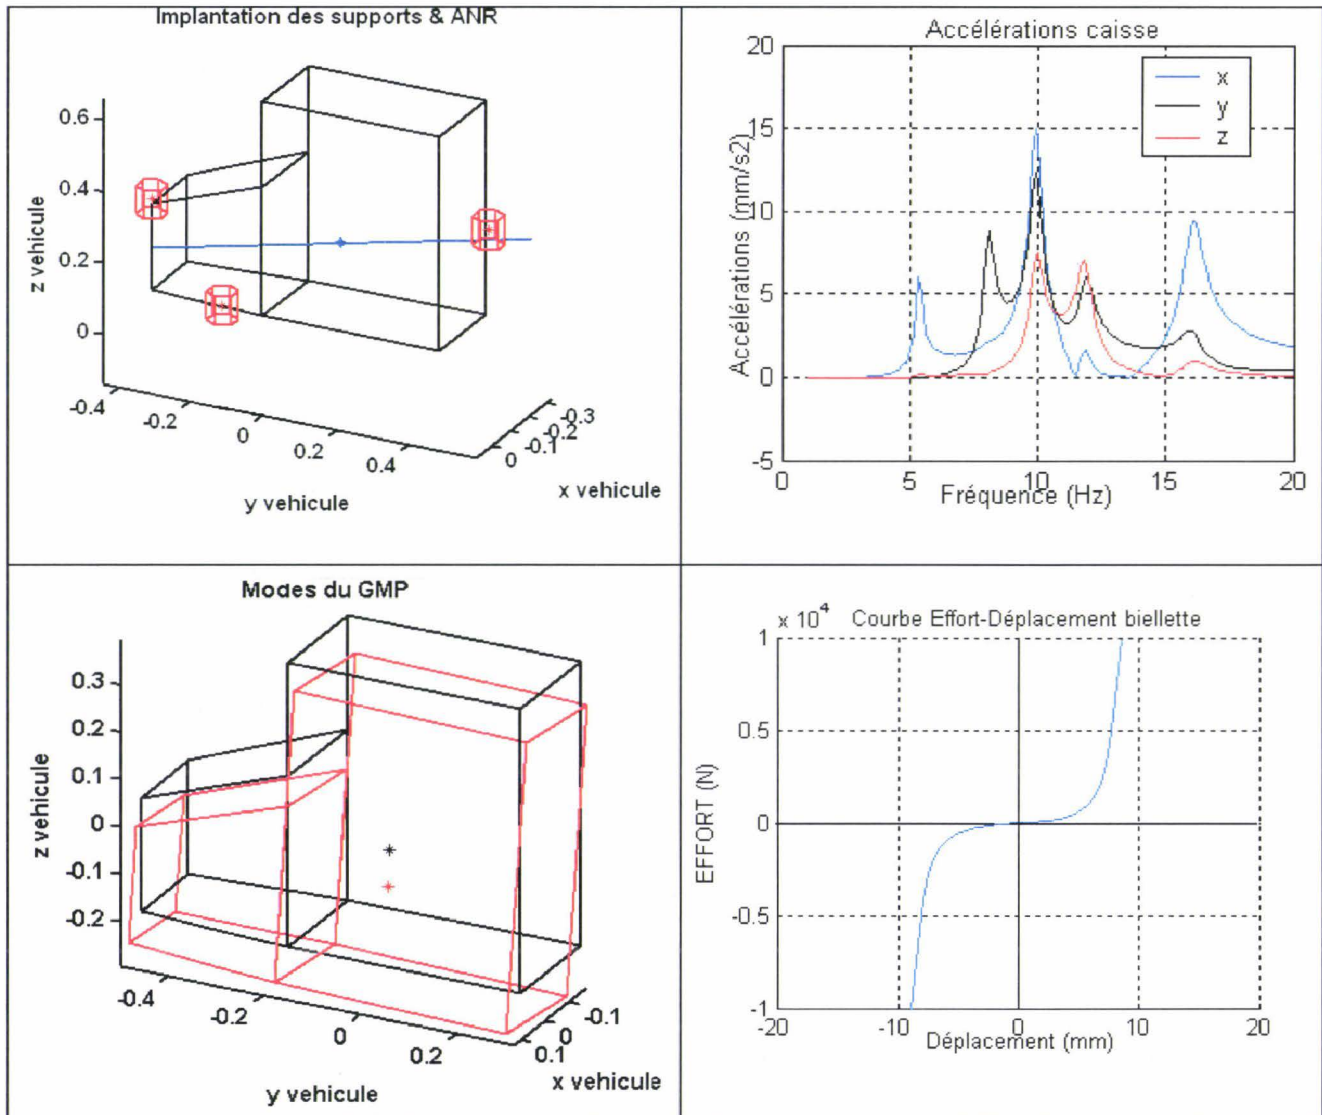 Implantation des supports & ANR
0.6
0.4
0.2
0
z vehicule
-0.4
-0.2
0
0.2
0.4
-0.3
-0.2
-0.1
0
y vehicule
x vehicule
Accélérations caisse
20
15
10
5
0
-5
Accélérations (mm/s2)
x
y
z
0
5
10
15
20
Fréquence (Hz)
Modes du GMP
0.3
0.2
0.1
0
-0.1
-0.2
z vehicule
-0.4
-0.2
0
0.2
-0.1
0
0.1
y vehicule
x vehicule
x 10^4
Courbe Effort-Déplacement biellette
1
0.5
0
-0.5
-1
EFFORT (N)
-20
-10
0
10
20
Déplacement (mm)